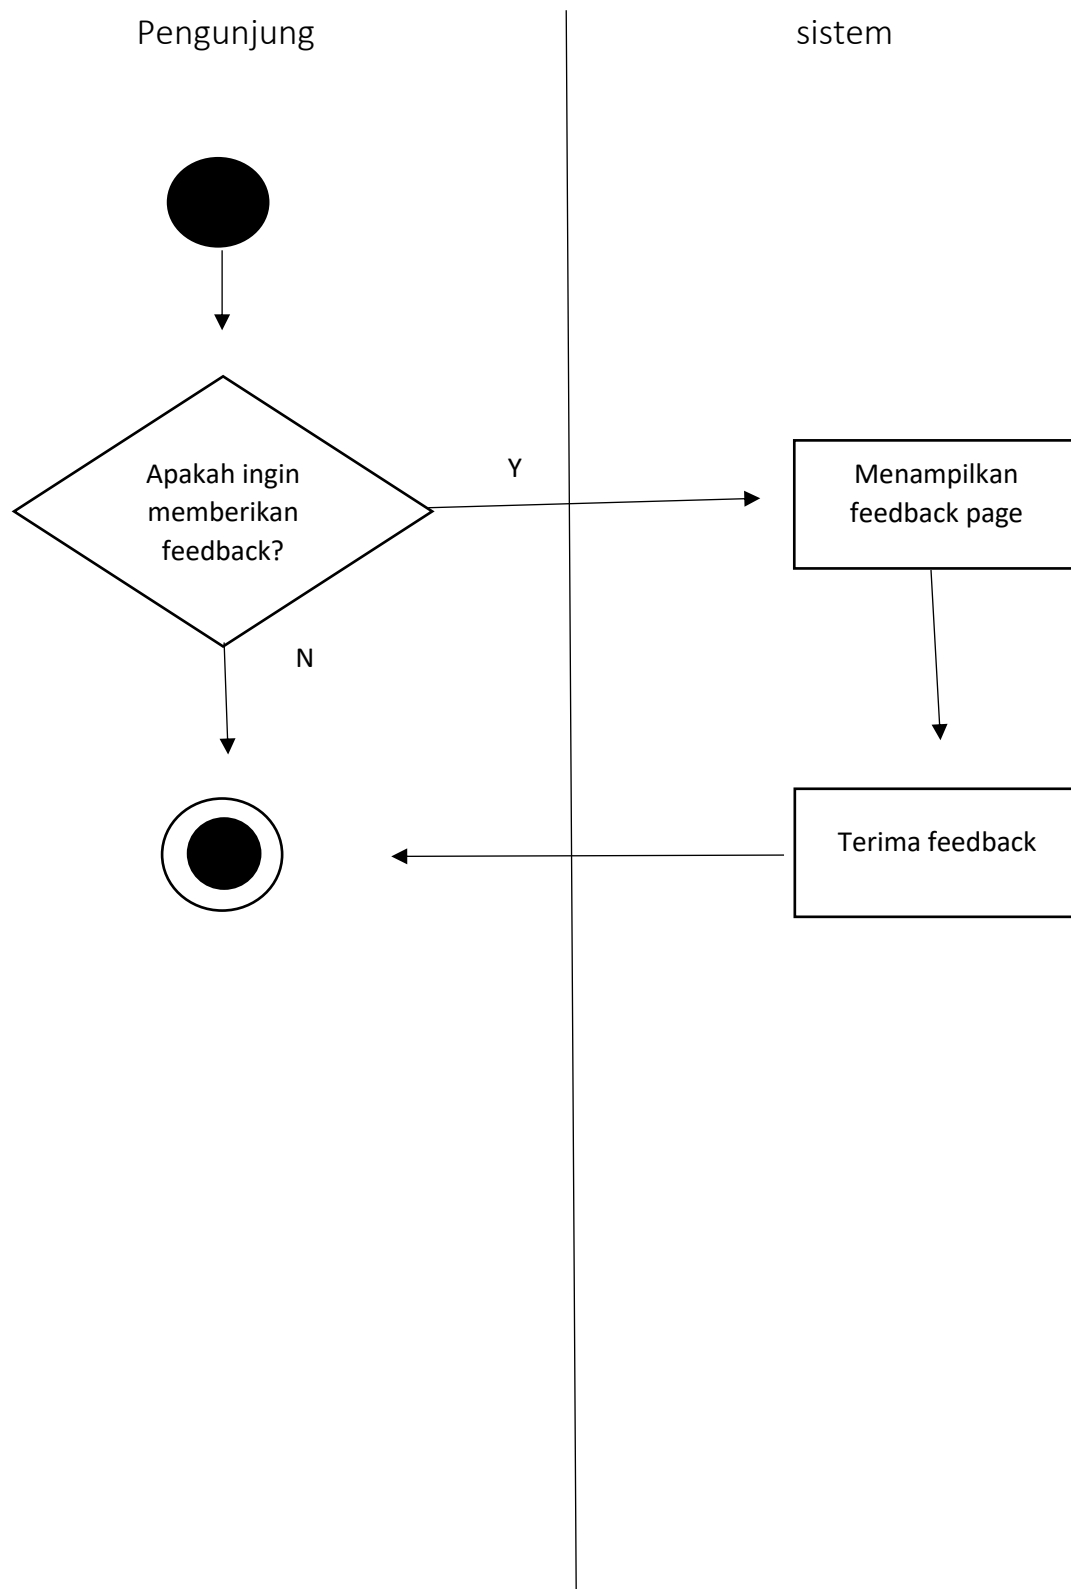 Pengunjung
sistem
Apakah ingin
memberikan
feedback?
Y
Menampilkan
feedback page
N
Terima feedback